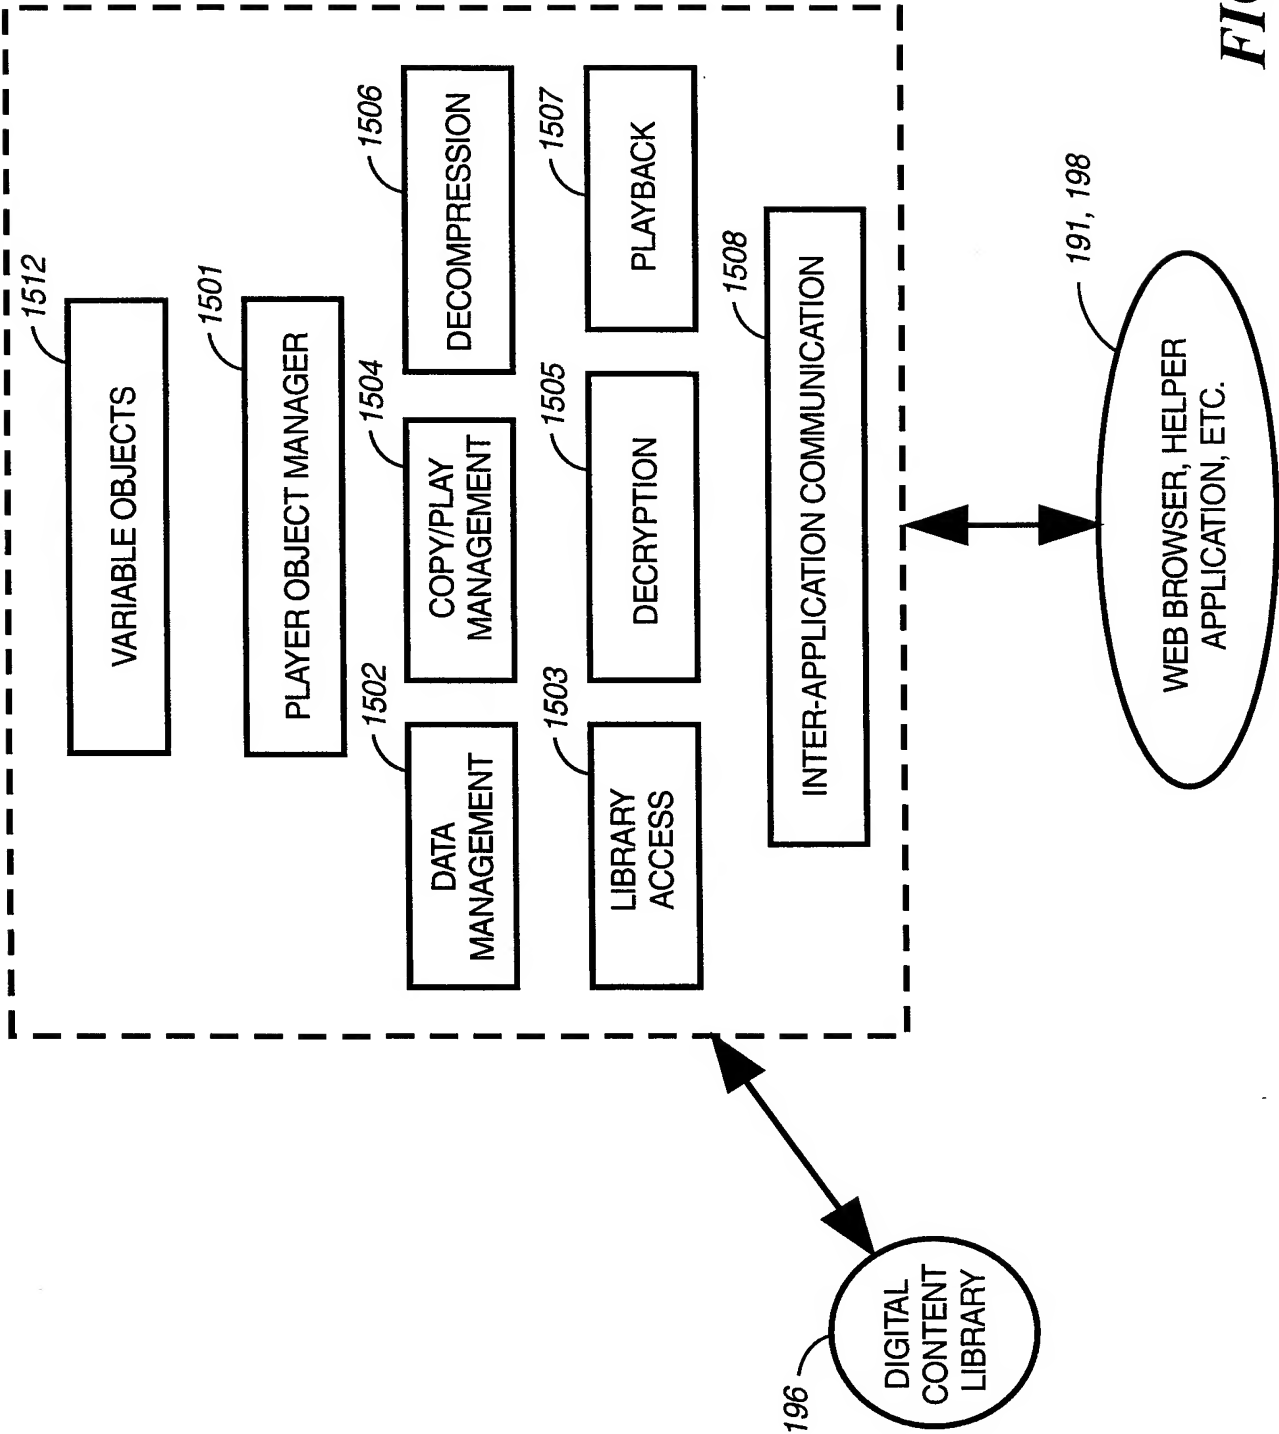 1512
VARIABLE OBJECTS
1501
PLAYER OBJECT MANAGER
1502
DATA
MANAGEMENT
1504
COPY/PLAY
MANAGEMENT
1506
DECOMPRESSION
1503
LIBRARY
ACCESS
1505
DECRYPTION
1507
PLAYBACK
1508
INTER-APPLICATION COMMUNICATION
196
DIGITAL
CONTENT
LIBRARY
191, 198
WEB BROWSER, HELPER
APPLICATION, ETC.